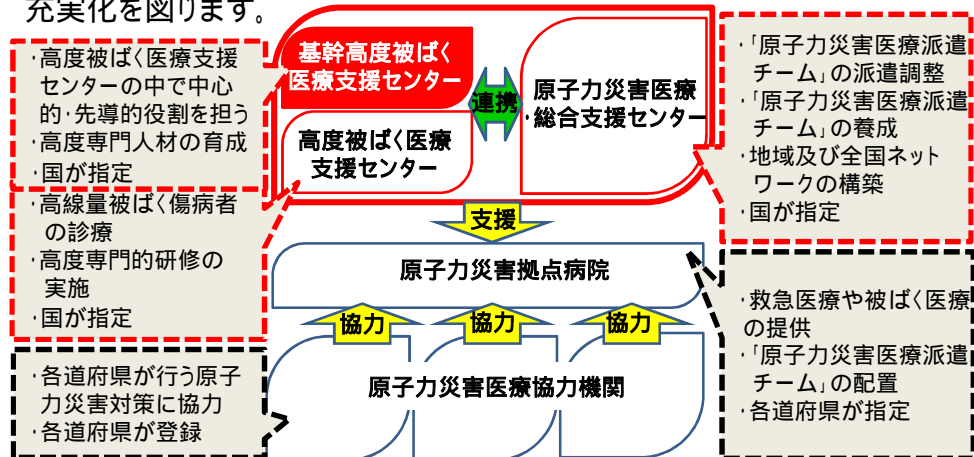 充実化を図ります。
・高度被ばく医療支援
センターの中で中心
的・先導的役割を担う
・高度専門人材の育成
・国が指定
・高線量被ばく傷病者
の診療
・高度専門的研修の
実施
・国が指定
・各道府県が行う原子
力災害対策に協力
・各道府県が登録
基幹高度被ばく
医療支援センター
高度被ばく医療
支援センター
連携
原子力災害医療
・総合支援センター
支援
原子力災害拠点病院
協力
協力
協力
原子力災害医療協力機関
・「原子力災害医療派遣
チーム」の派遣調整
・「原子力災害医療派遣
チーム」の養成
・地域及び全国ネット
ワークの構築
・国が指定
・救急医療や被ばく医療
の提供
・「原子力災害医療派遣
チーム」の配置
・各道府県が指定